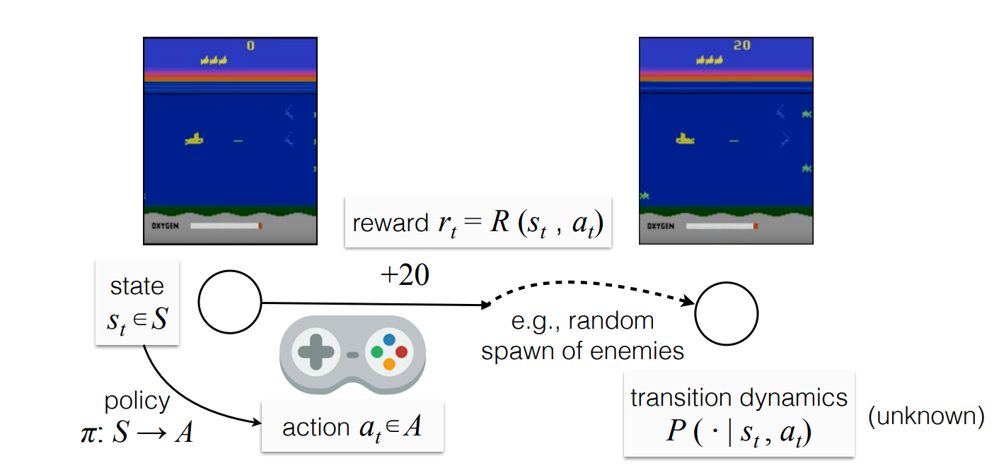 0
20
OXYGEN
OXYGEN
reward r_t = R (s_t , a_t)
+20
state
s_t ∈ S
e.g., random
spawn of enemies
policy
π: S → A
action a_t ∈ A
transition dynamics
P ( · | s_t , a_t)
(unknown)